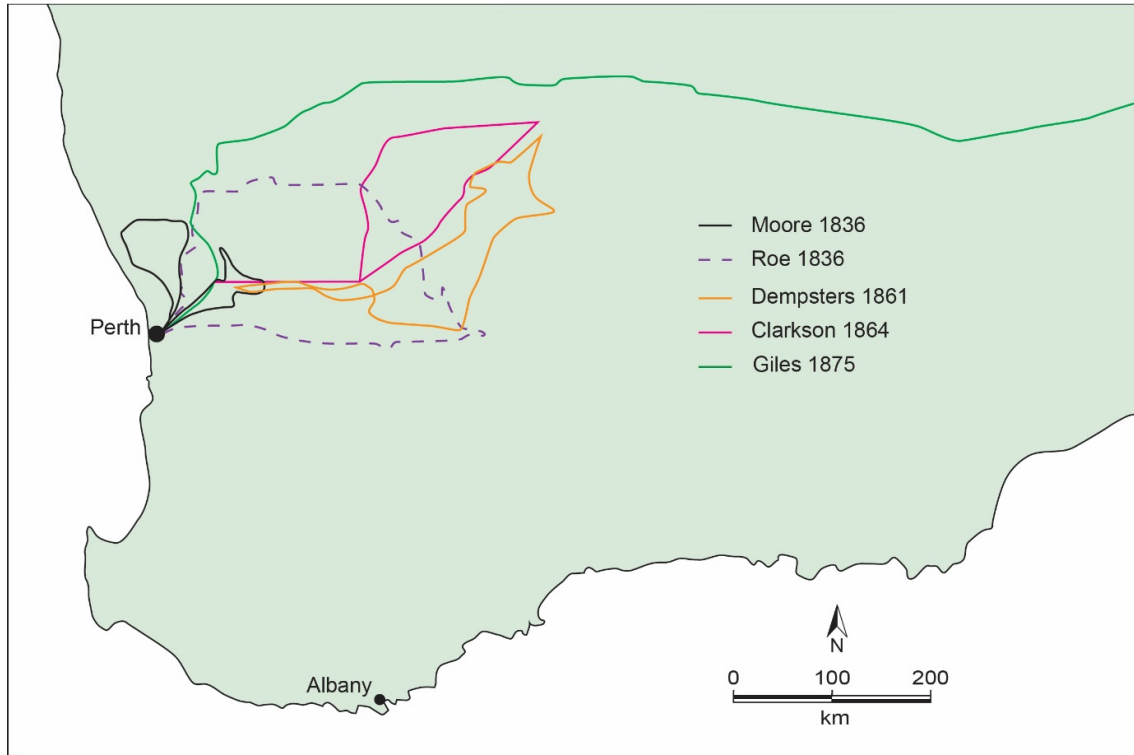 Moore 1836
Roe 1836
Perth
Dempsters 1861
Clarkson 1864
Giles 1875
N
Albany
0 100 200
km